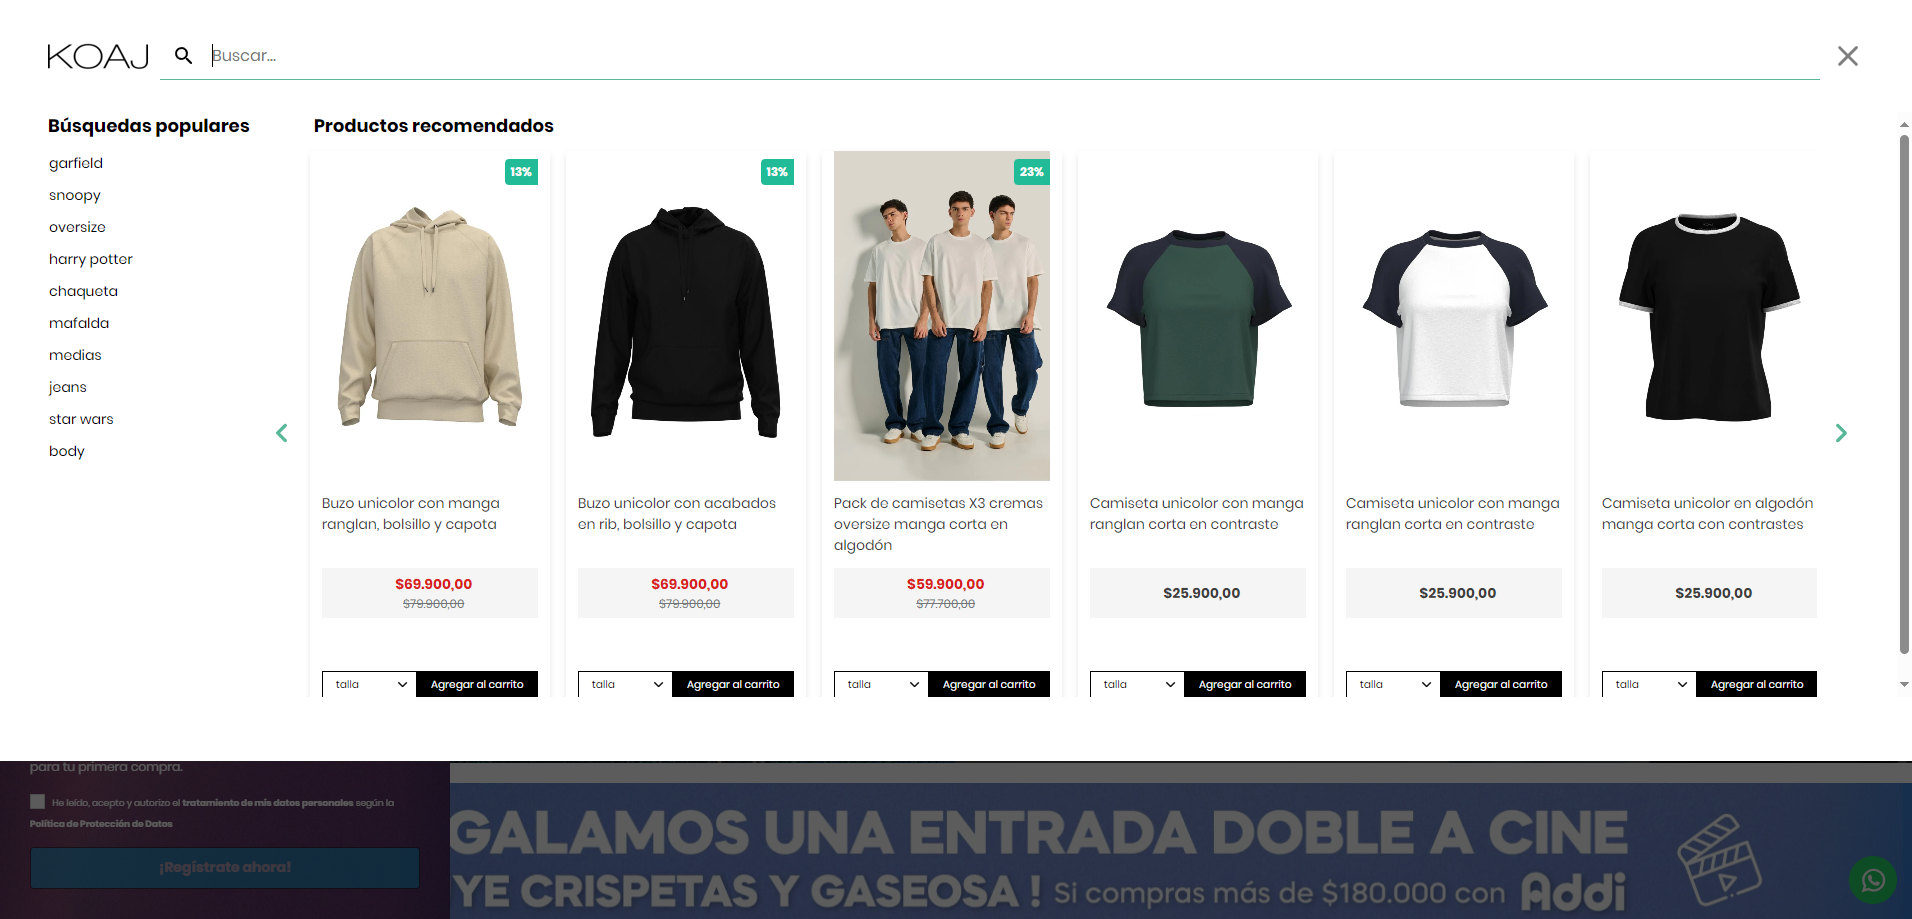 KOAJ
Buscar...
Búsquedas populares
garfield
snoopy
oversize
harry potter
chaqueta
mafalda
medias
jeans
star wars
body
Productos recomendados
13%
Buzo unicolor con manga
ranglan, bolsillo y capota
$69.900,00
$79.900,00
talla
Agregar al carrito
13%
Buzo unicolor con acabados
en rib, bolsillo y capota
$69.900,00
$79.900,00
talla
Agregar al carrito
23%
Pack de camisetas X3 cremas
oversize manga corta en
algodón
$59.900,00
$77.700,00
talla
Agregar al carrito
Camiseta unicolor con manga
ranglan corta en contraste
$25.900,00
talla
Agregar al carrito
Camiseta unicolor con manga
ranglan corta en contraste
$25.900,00
talla
Agregar al carrito
Camiseta unicolor en algodón
manga corta con contrastes
$25.900,00
talla
Agregar al carrito
para tu primera compra.
He leído, acepto y autorizo el tratamiento de mis datos personales según la
Política de Protección de Datos
¡Regístrate ahora!
GALAMOS UNA ENTRADA DOBLE A CINE
YE CRISPETAS Y GASEOSA ! Si compras más de $180.000 con Addi